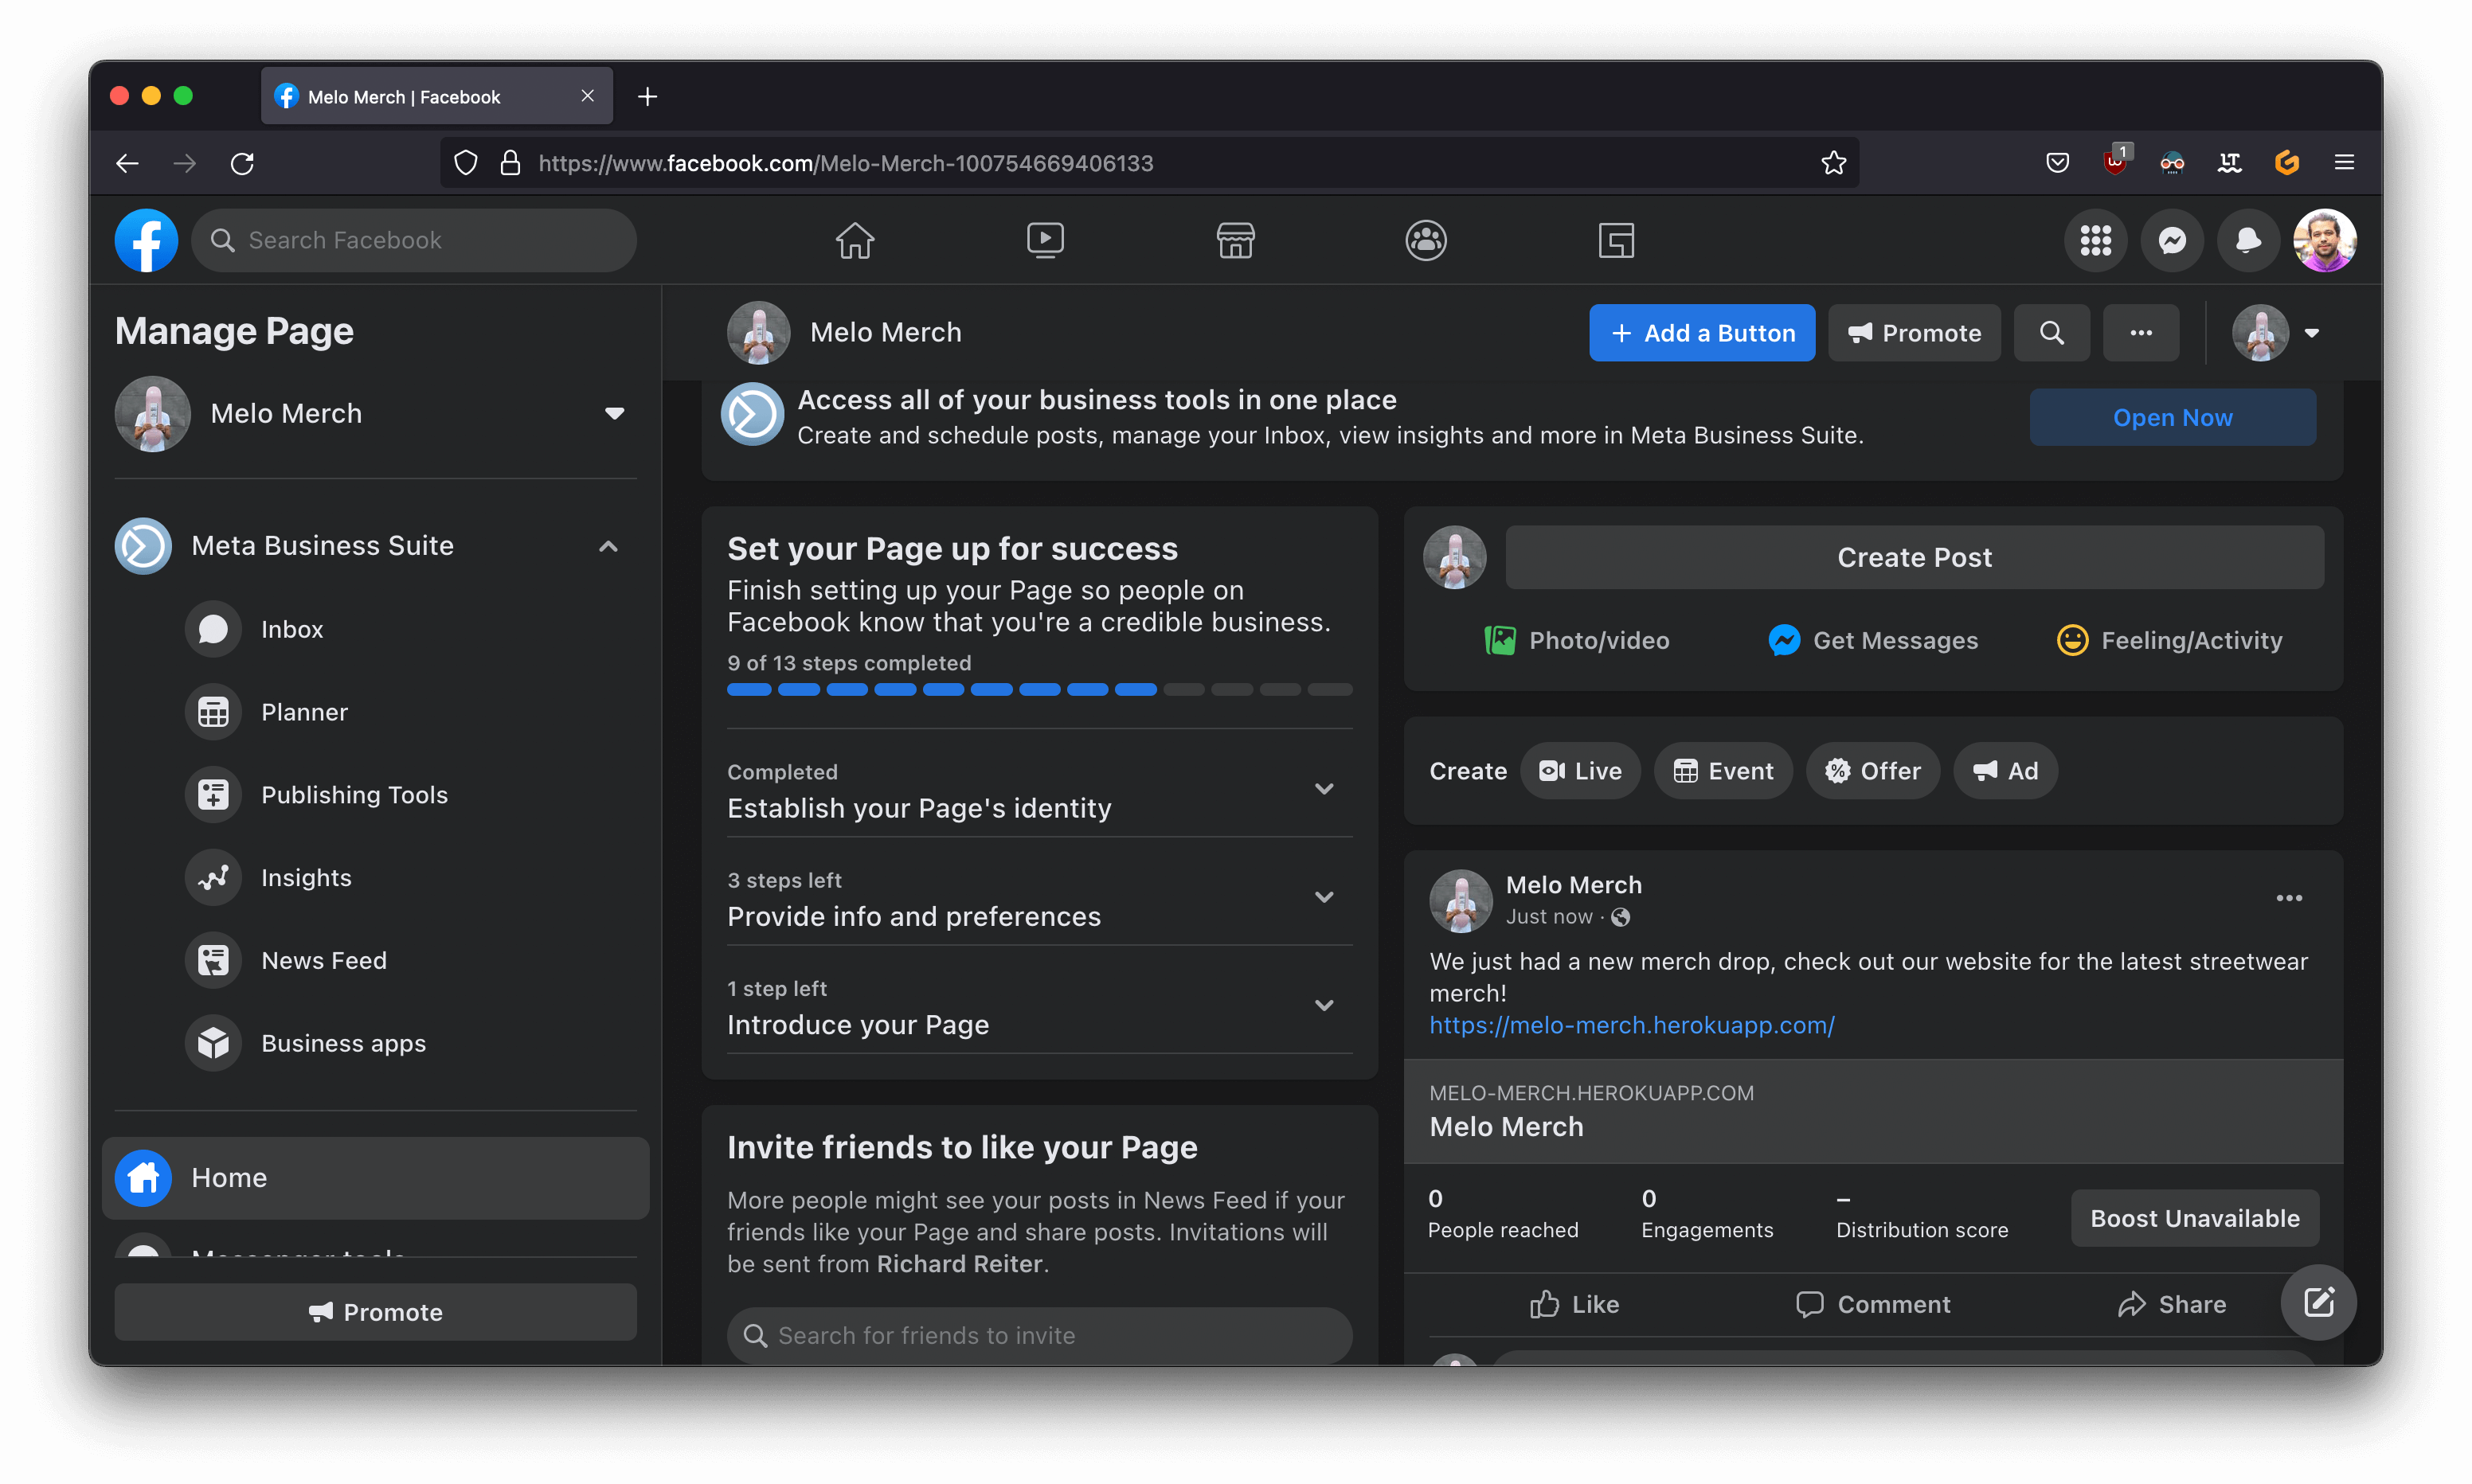 Melo Merch | Facebook
https://www.facebook.com/Melo-Merch-100754669406133
1
Search Facebook
Manage Page
Melo Merch
Meta Business Suite
Inbox
Planner
Publishing Tools
Insights
News Feed
Business apps
Home
Messenger tools
Promote
Melo Merch
+ Add a Button
Promote
Access all of your business tools in one place
Create and schedule posts, manage your Inbox, view insights and more in Meta Business Suite.
Open Now
Set your Page up for success
Finish setting up your Page so people on
Facebook know that you're a credible business.
9 of 13 steps completed
Completed
Establish your Page's identity
3 steps left
Provide info and preferences
1 step left
Introduce your Page
Invite friends to like your Page
More people might see your posts in News Feed if your
friends like your Page and share posts. Invitations will
be sent from Richard Reiter.
Search for friends to invite
Create Post
Photo/video
Get Messages
Feeling/Activity
Create
Live
Event
Offer
Ad
Melo Merch
Just now ·
We just had a new merch drop, check out our website for the latest streetwear
merch!
https://melo-merch.herokuapp.com/
MELO-MERCH.HEROKUAPP.COM
Melo Merch
0
People reached
0
Engagements
–
Distribution score
Boost Unavailable
Like
Comment
Share